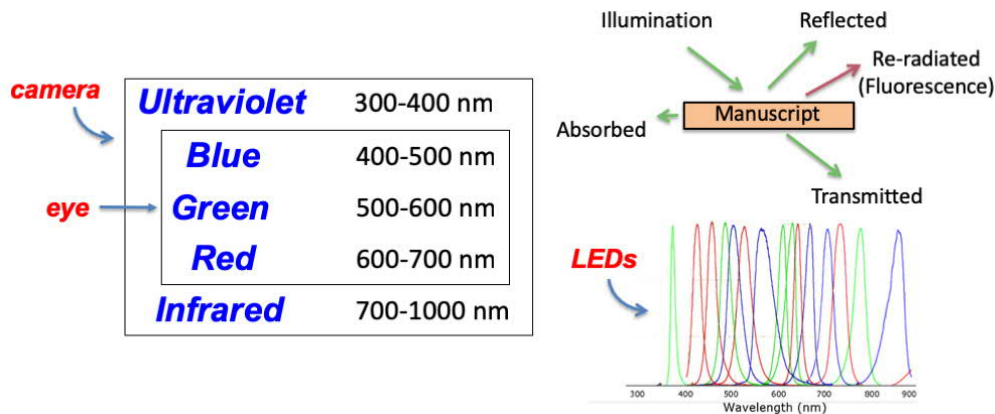 camera
Ultraviolet 300-400 nm
Blue 400-500 nm
eye
Green 500-600 nm
Red 600-700 nm
Infrared 700-1000 nm
Illumination
Reflected
Re-radiated
(Fluorescence)
Manuscript
Absorbed
Transmitted
LEDs
300 400 500 600 700 800 900
Wavelength (nm)